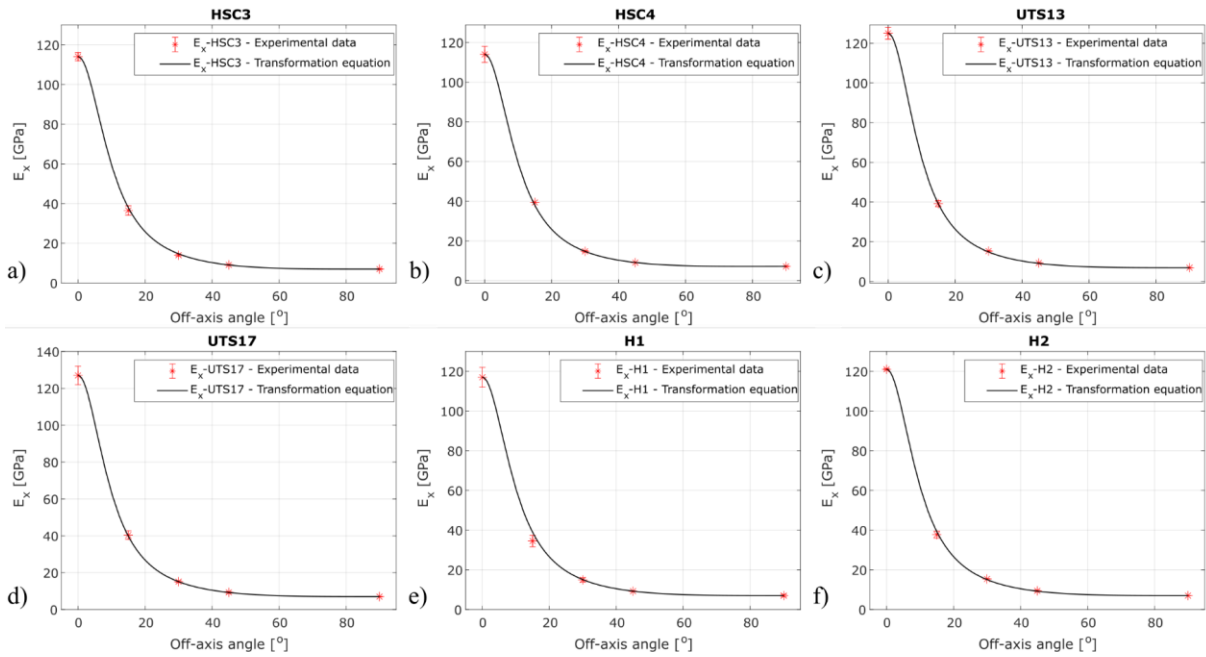 HSC3
E_x-HSC3 - Experimental data
E_x-HSC3 - Transformation equation
120
100
80
60
40
20
0
E_x [GPa]
0 20 40 60 80
Off-axis angle [°]
a)
HSC4
E_x-HSC4 - Experimental data
E_x-HSC4 - Transformation equation
120
100
80
60
40
20
0
E_x [GPa]
0 20 40 60 80
Off-axis angle [°]
b)
UTS13
E_x-UTS13 - Experimental data
E_x-UTS13 - Transformation equation
120
100
80
60
40
20
0
E_x [GPa]
0 20 40 60 80
Off-axis angle [°]
c)
UTS17
E_x-UTS17 - Experimental data
E_x-UTS17 - Transformation equation
140
120
100
80
60
40
20
0
E_x [GPa]
0 20 40 60 80
Off-axis angle [°]
d)
H1
E_x-H1 - Experimental data
E_x-H1 - Transformation equation
120
100
80
60
40
20
0
E_x [GPa]
0 20 40 60 80
Off-axis angle [°]
e)
H2
E_x-H2 - Experimental data
E_x-H2 - Transformation equation
120
100
80
60
40
20
0
E_x [GPa]
0 20 40 60 80
Off-axis angle [°]
f)